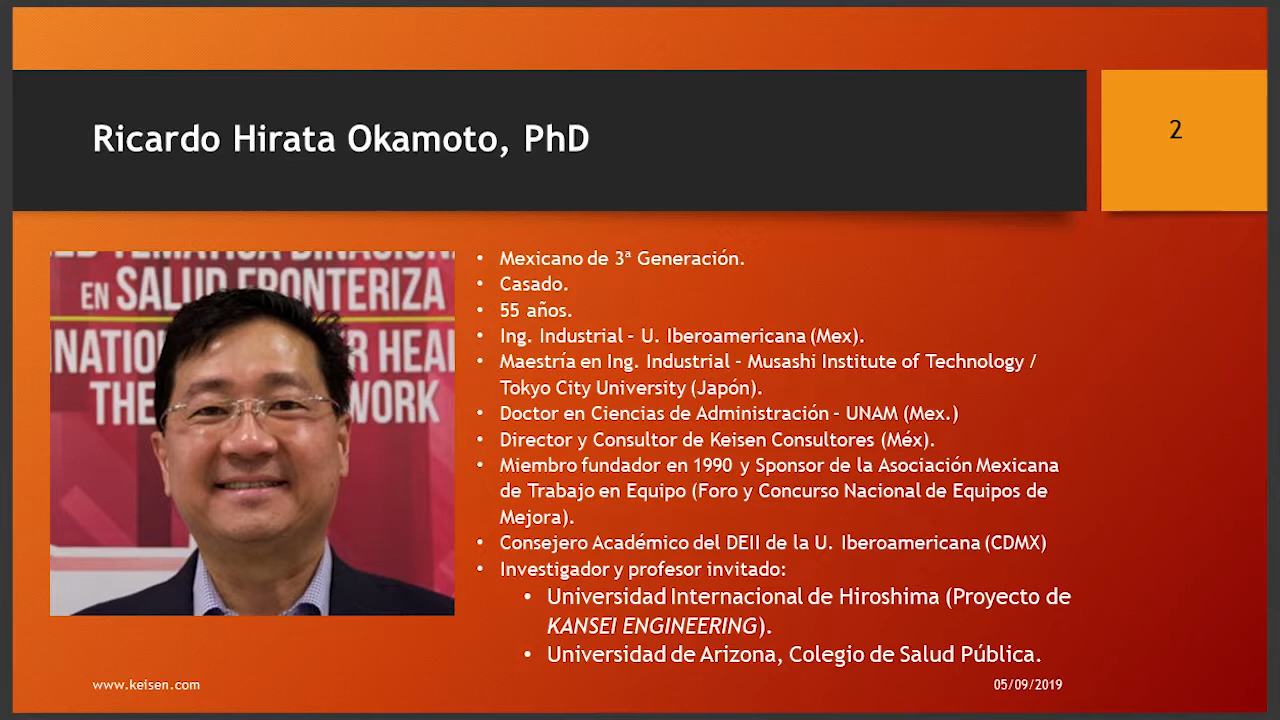 Ricardo Hirata Okamoto, PhD
2
EN SALUD FRONTERIZA
THE
WORK
• Mexicano de 3ª Generación.
• Casado.
• 55 años.
• Ing. Industrial – U. Iberoamericana (Mex).
• Maestría en Ing. Industrial – Musashi Institute of Technology /
Tokyo City University (Japón).
• Doctor en Ciencias de Administración – UNAM (Mex.)
• Director y Consultor de Keisen Consultores (Méx).
• Miembro fundador en 1990 y Sponsor de la Asociación Mexicana
de Trabajo en Equipo (Foro y Concurso Nacional de Equipos de
Mejora).
• Consejero Académico del DEII de la U. Iberoamericana (CDMX)
• Investigador y profesor invitado:
• Universidad Internacional de Hiroshima (Proyecto de
KANSEI ENGINEERING).
• Universidad de Arizona, Colegio de Salud Pública.
www.keisen.com
05/09/2019